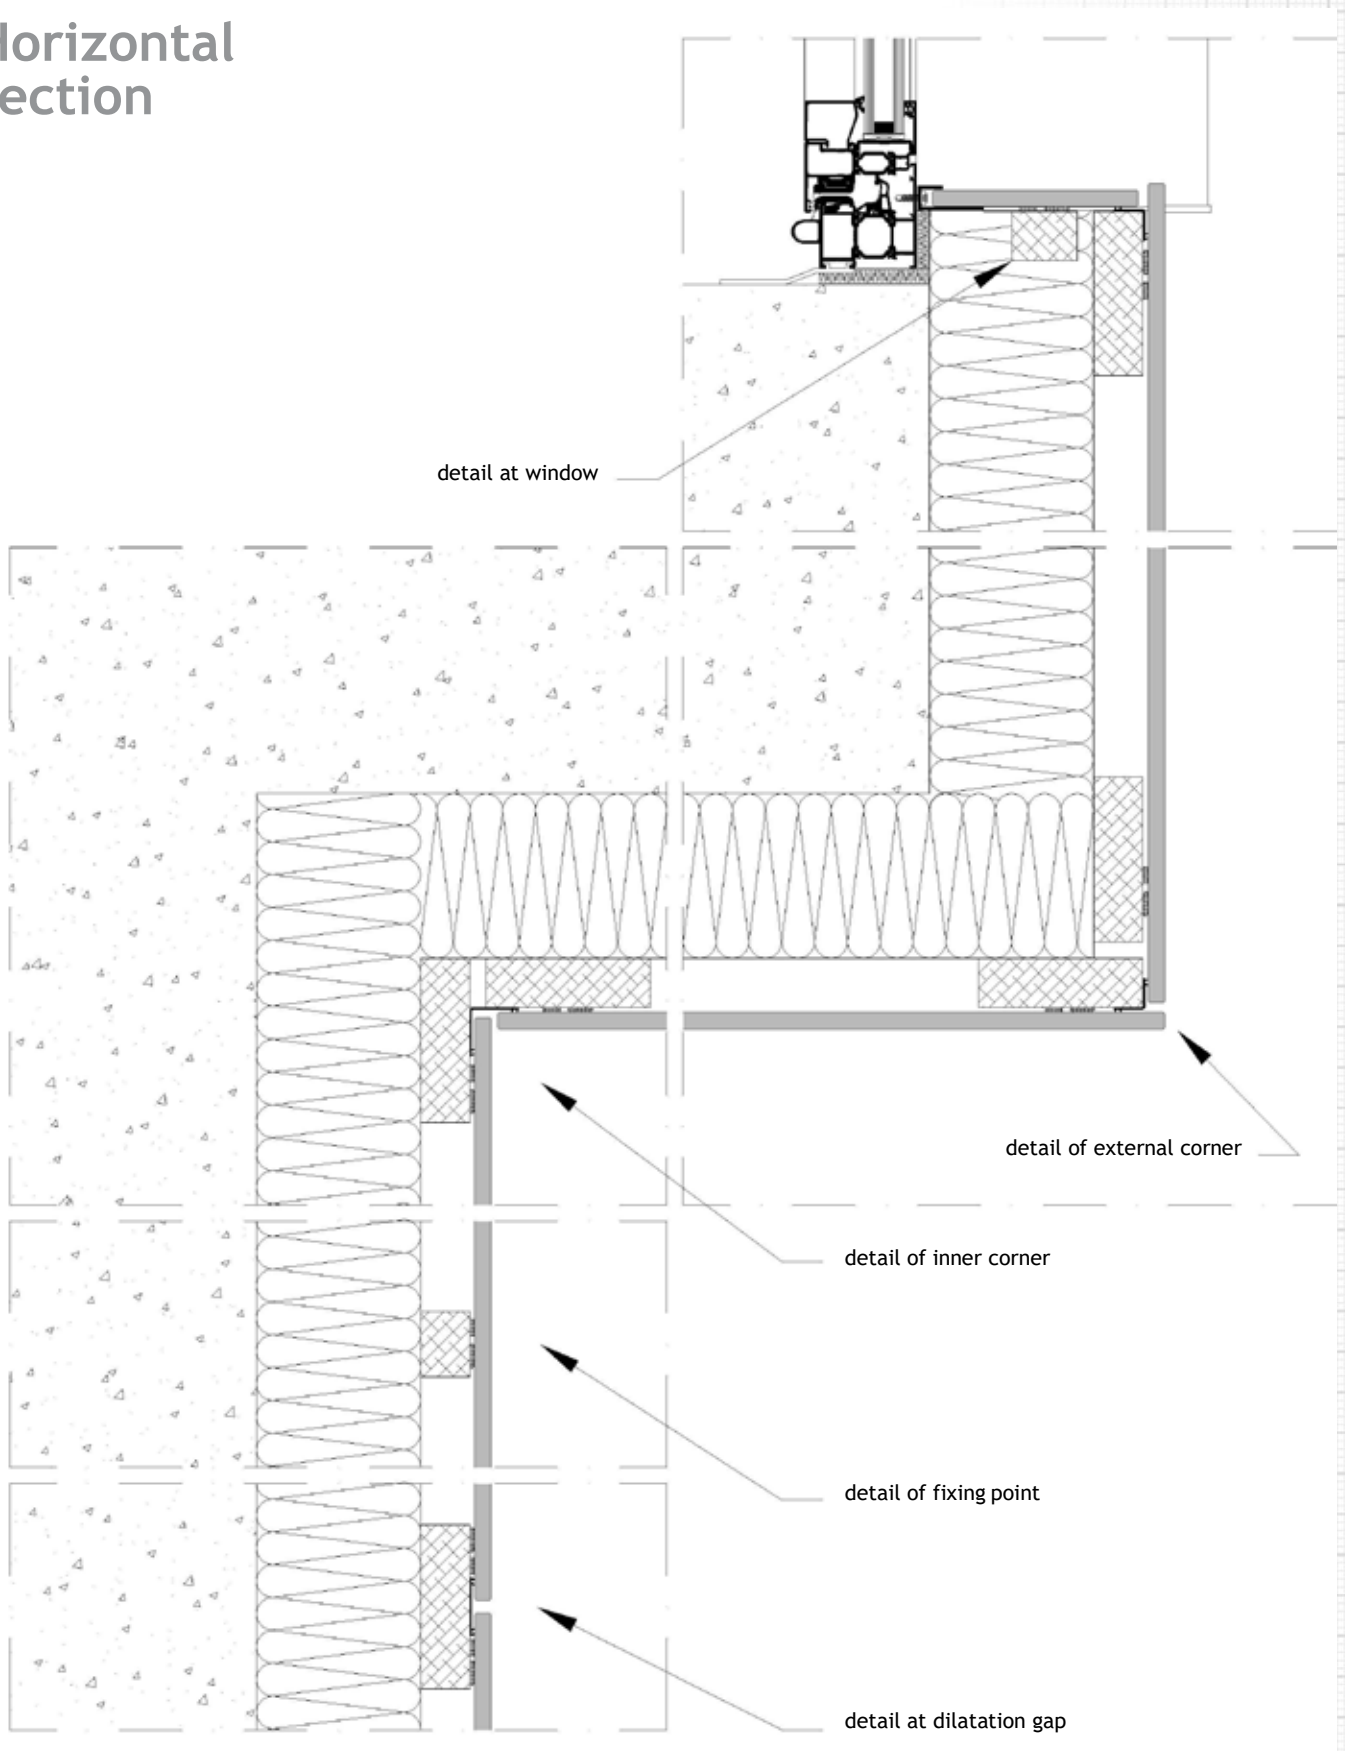 Horizontal
ection
detail at window
detail of external corner
detail of inner corner
detail of fixing point
detail at dilatation gap